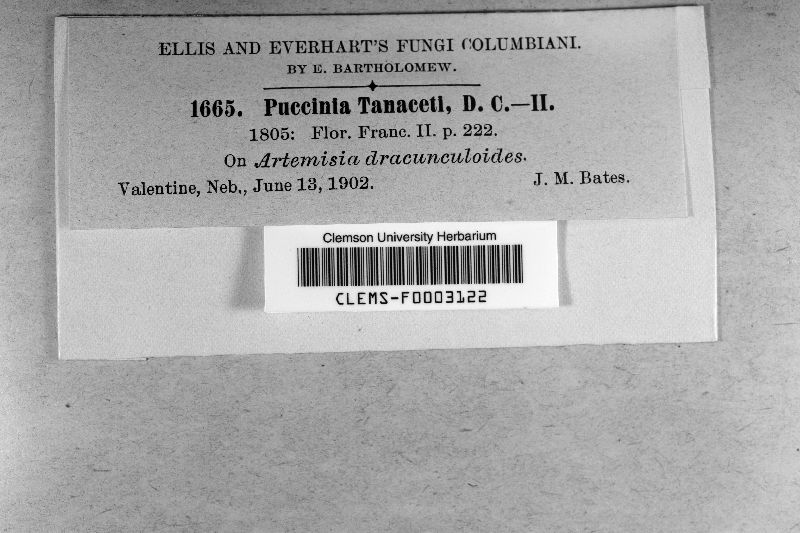 ELLIS AND EVERHART'S FUNGI COLUMBIANI.
BY E. BARTHOLOMEW.
1665. Puccinia Tanaceti, D. C.—II.
1805: Flor. Franc. II. p. 222.
On Artemisia dracunculoides.
Valentine, Neb., June 13, 1902. J. M. Bates.
Clemson University Herbarium
CLEMS-F0003122